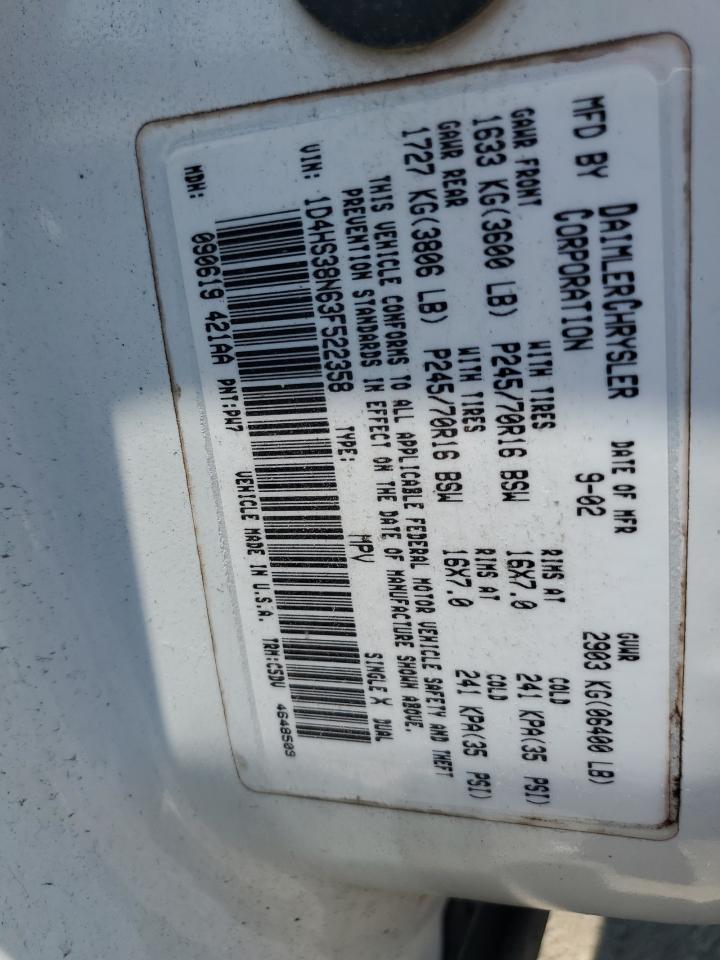 MFD BY DAIMLERCHRYSLER CORPORATION DATE OF MFR 9-02 GVWR 2903 KG(06400 LB)
GAWR FRONT WITH TIRES RIMS AT COLD
1633 KG(3600 LB) P245/70R16 BSW 16X7.0 241 KPA(35 PSI)
GAWR REAR WITH TIRES RIMS AT COLD
1727 KG(3806 LB) P245/70R16 BSW 16X7.0 241 KPA(35 PSI)
THIS VEHICLE CONFORMS TO ALL APPLICABLE FEDERAL MOTOR VEHICLE SAFETY AND THEFT
PREVENTION STANDARDS IN EFFECT ON THE DATE OF MANUFACTURE SHOWN ABOVE.
VIN: 1D4HS38N63F522358 TYPE: MPV SINGLE X DUAL
MDH: 090619 421AA PNT:PW7 VEHICLE MADE IN U.S.A. TRM:C5DV 4648509